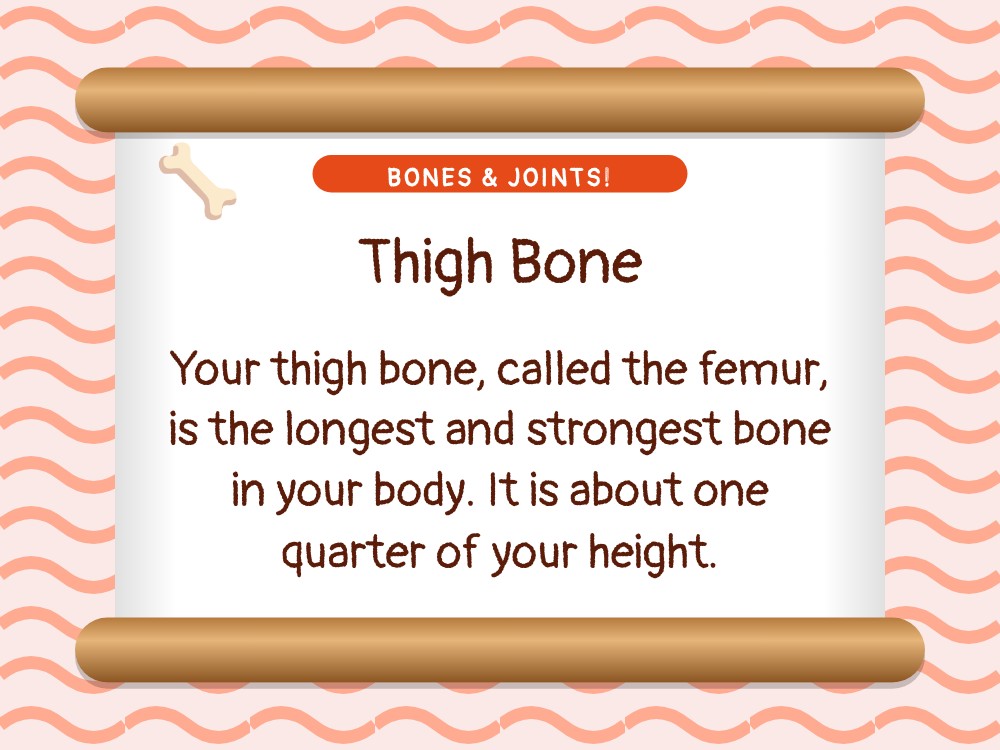 BONES & JOINTS!
Thigh Bone
Your thigh bone, called the femur,
is the longest and strongest bone
in your body. It is about one
quarter of your height.